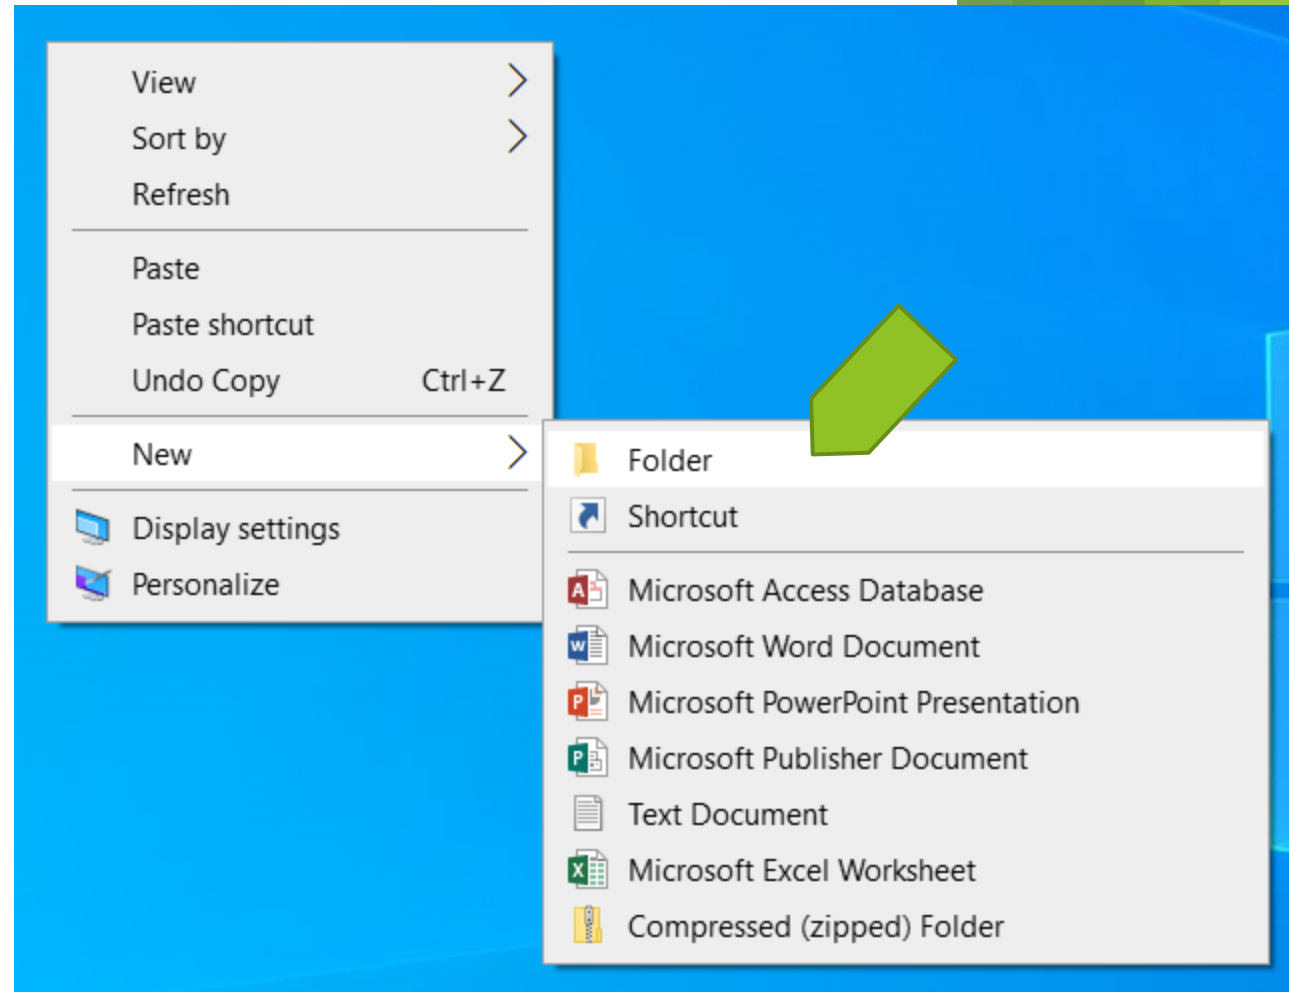 View
Sort by
Refresh
Paste
Paste shortcut
Undo Copy Ctrl+Z
New
Display settings
Personalize
Folder
Shortcut
Microsoft Access Database
Microsoft Word Document
Microsoft PowerPoint Presentation
Microsoft Publisher Document
Text Document
Microsoft Excel Worksheet
Compressed (zipped) Folder